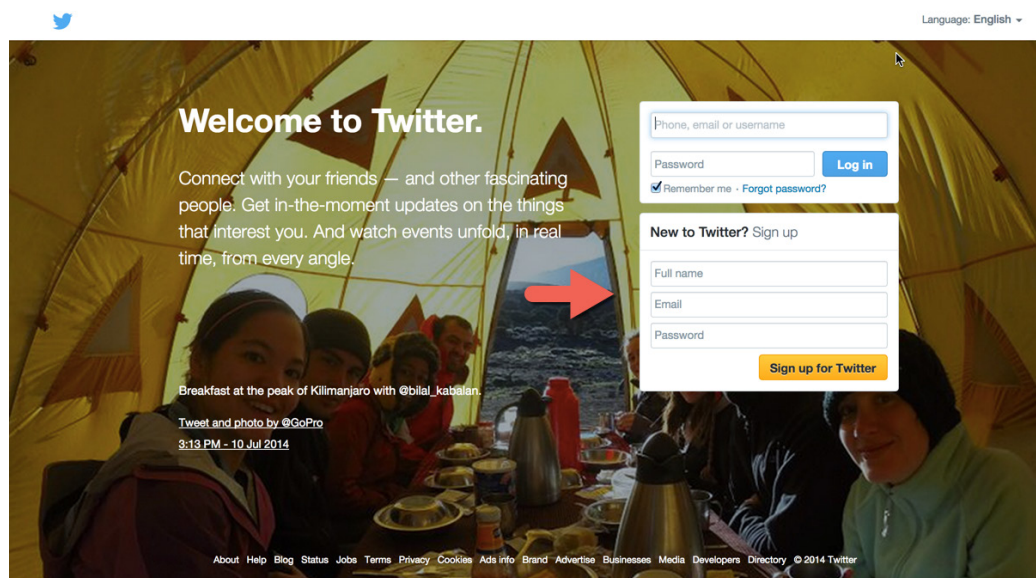 Language: English
Welcome to Twitter.
Connect with your friends — and other fascinating
people. Get in-the-moment updates on the things
that interest you. And watch events unfold, in real
time, from every angle.
Phone, email or username
Password
Log in
Remember me · Forgot password?
New to Twitter? Sign up
Full name
Email
Password
Sign up for Twitter
Breakfast at the peak of Kilimanjaro with @bilal_kabalan.
Tweet and photo by @GoPro
3:13 PM - 10 Jul 2014
About Help Blog Status Jobs Terms Privacy Cookies Ads info Brand Advertise Businesses Media Developers Directory © 2014 Twitter